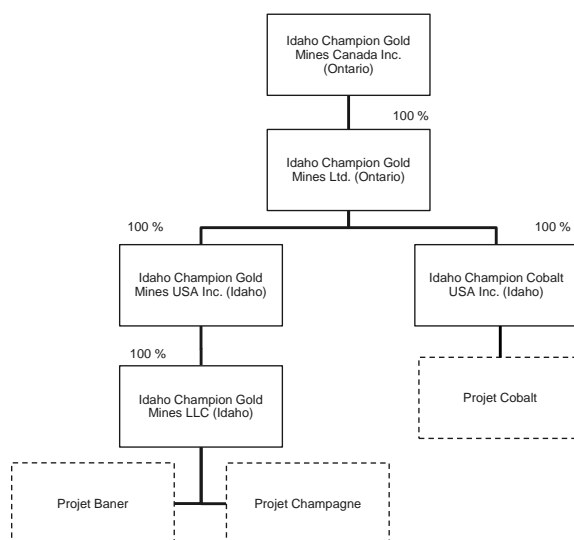 Idaho Champion Gold
Mines Canada Inc.
(Ontario)
100 %
Idaho Champion Gold
Mines Ltd. (Ontario)
100 %
100 %
Idaho Champion Gold
Mines USA Inc. (Idaho)
Idaho Champion Cobalt
USA Inc. (Idaho)
100 %
Idaho Champion Gold
Mines LLC (Idaho)
Projet Cobalt
Projet Baner
Projet Champagne